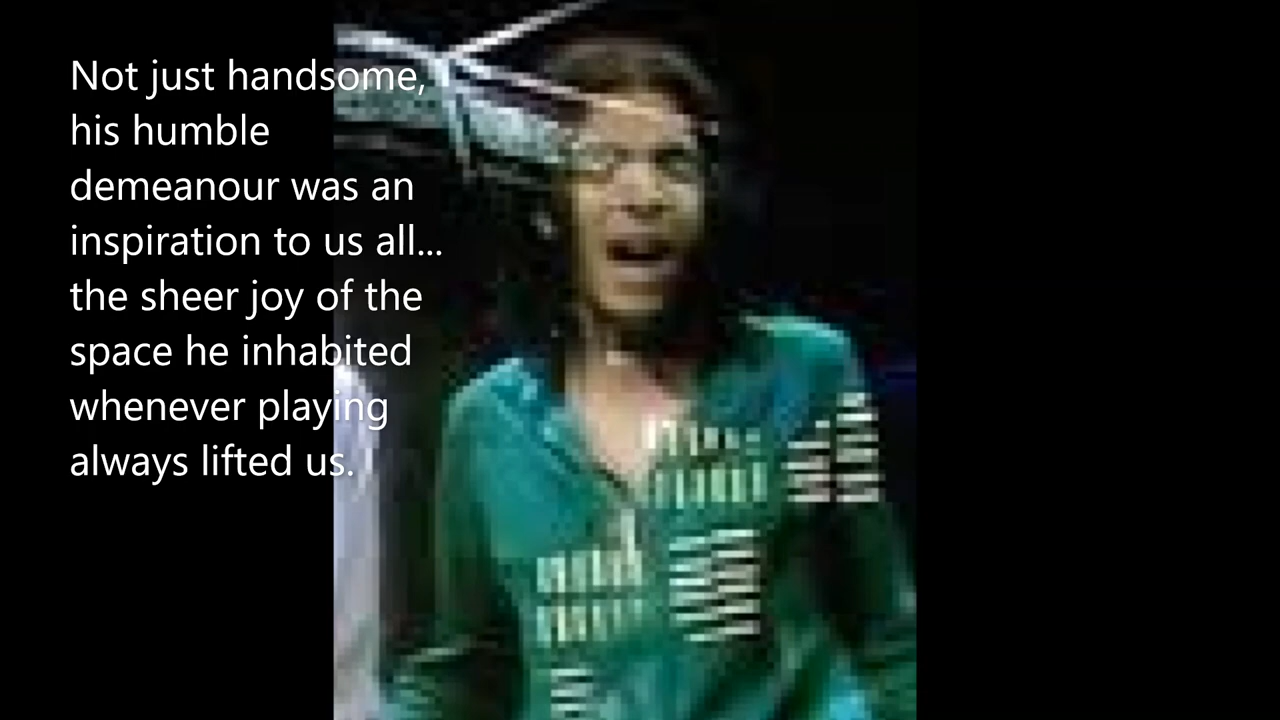 Not just handsome,
his humble
demeanour was an
inspiration to us all...
the sheer joy of the
space he inhabited
whenever playing
always lifted us.